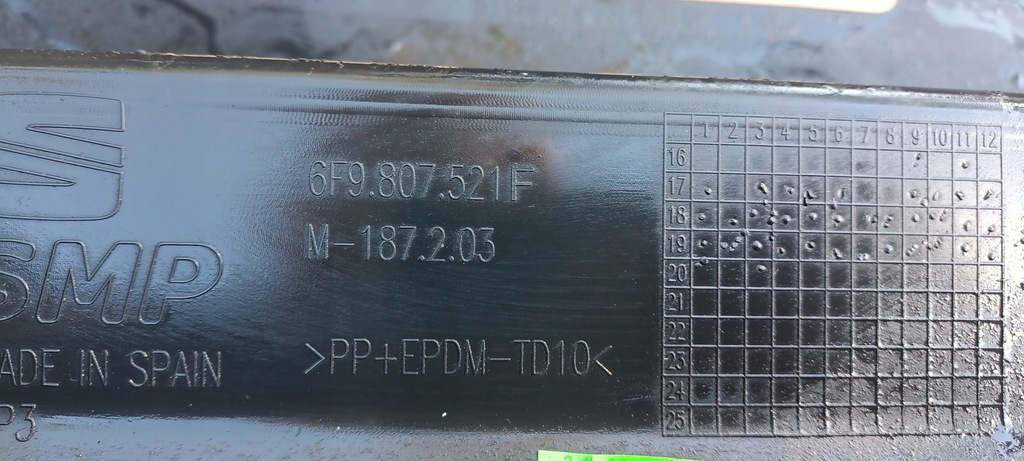 6F9.807.521F
M-187.2.03
SMP
ADE IN SPAIN
>PP+EPDM-TD10<
P3
1 2 3 4 5 6 7 8 9 10 11 12
16
17
18
19
20
21
22
23
24
25